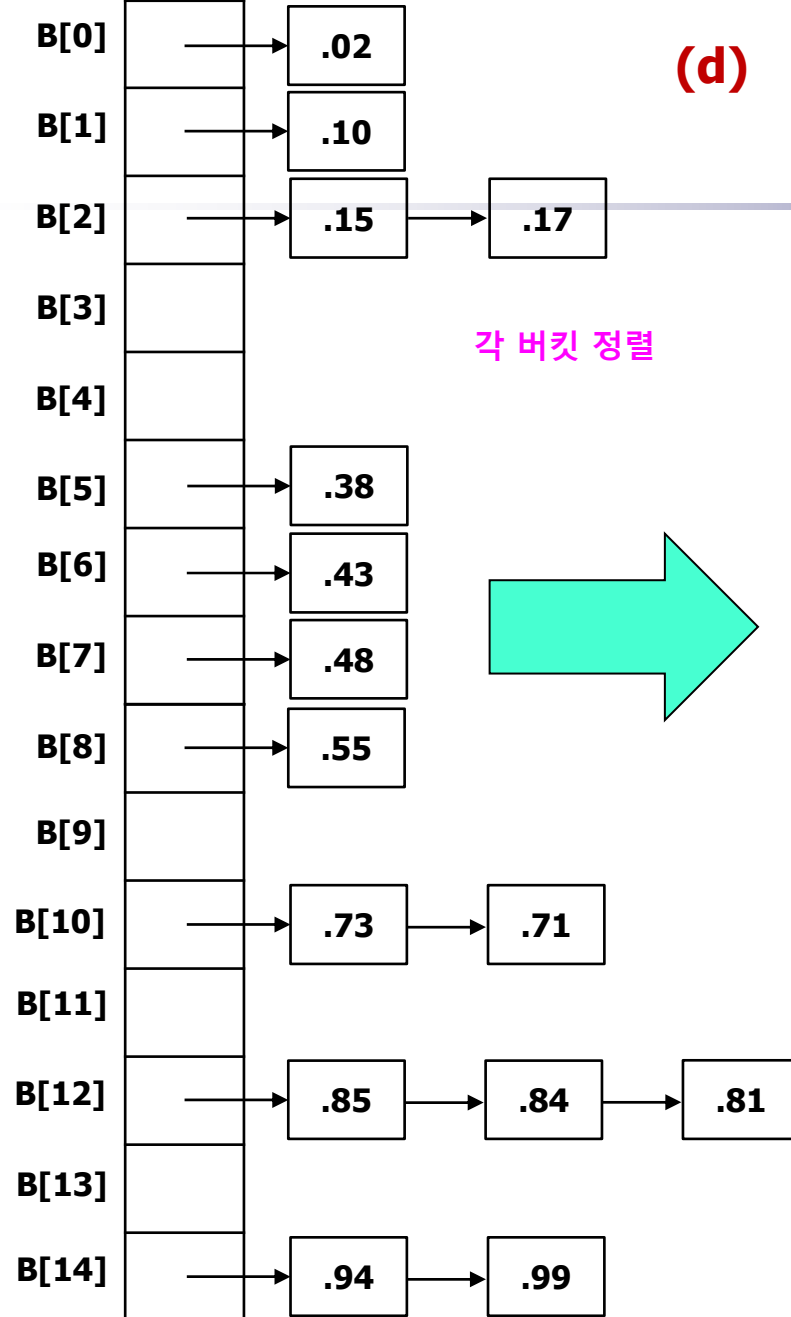 B[0] .02
(d)
B[1] .10
B[2] .15 .17
B[3]
각 버킷 정렬
B[4]
B[5] .38
B[6] .43
B[7] .48
B[8] .55
B[9]
B[10] .73 .71
B[11]
B[12] .85 .84 .81
B[13]
B[14] .94 .99